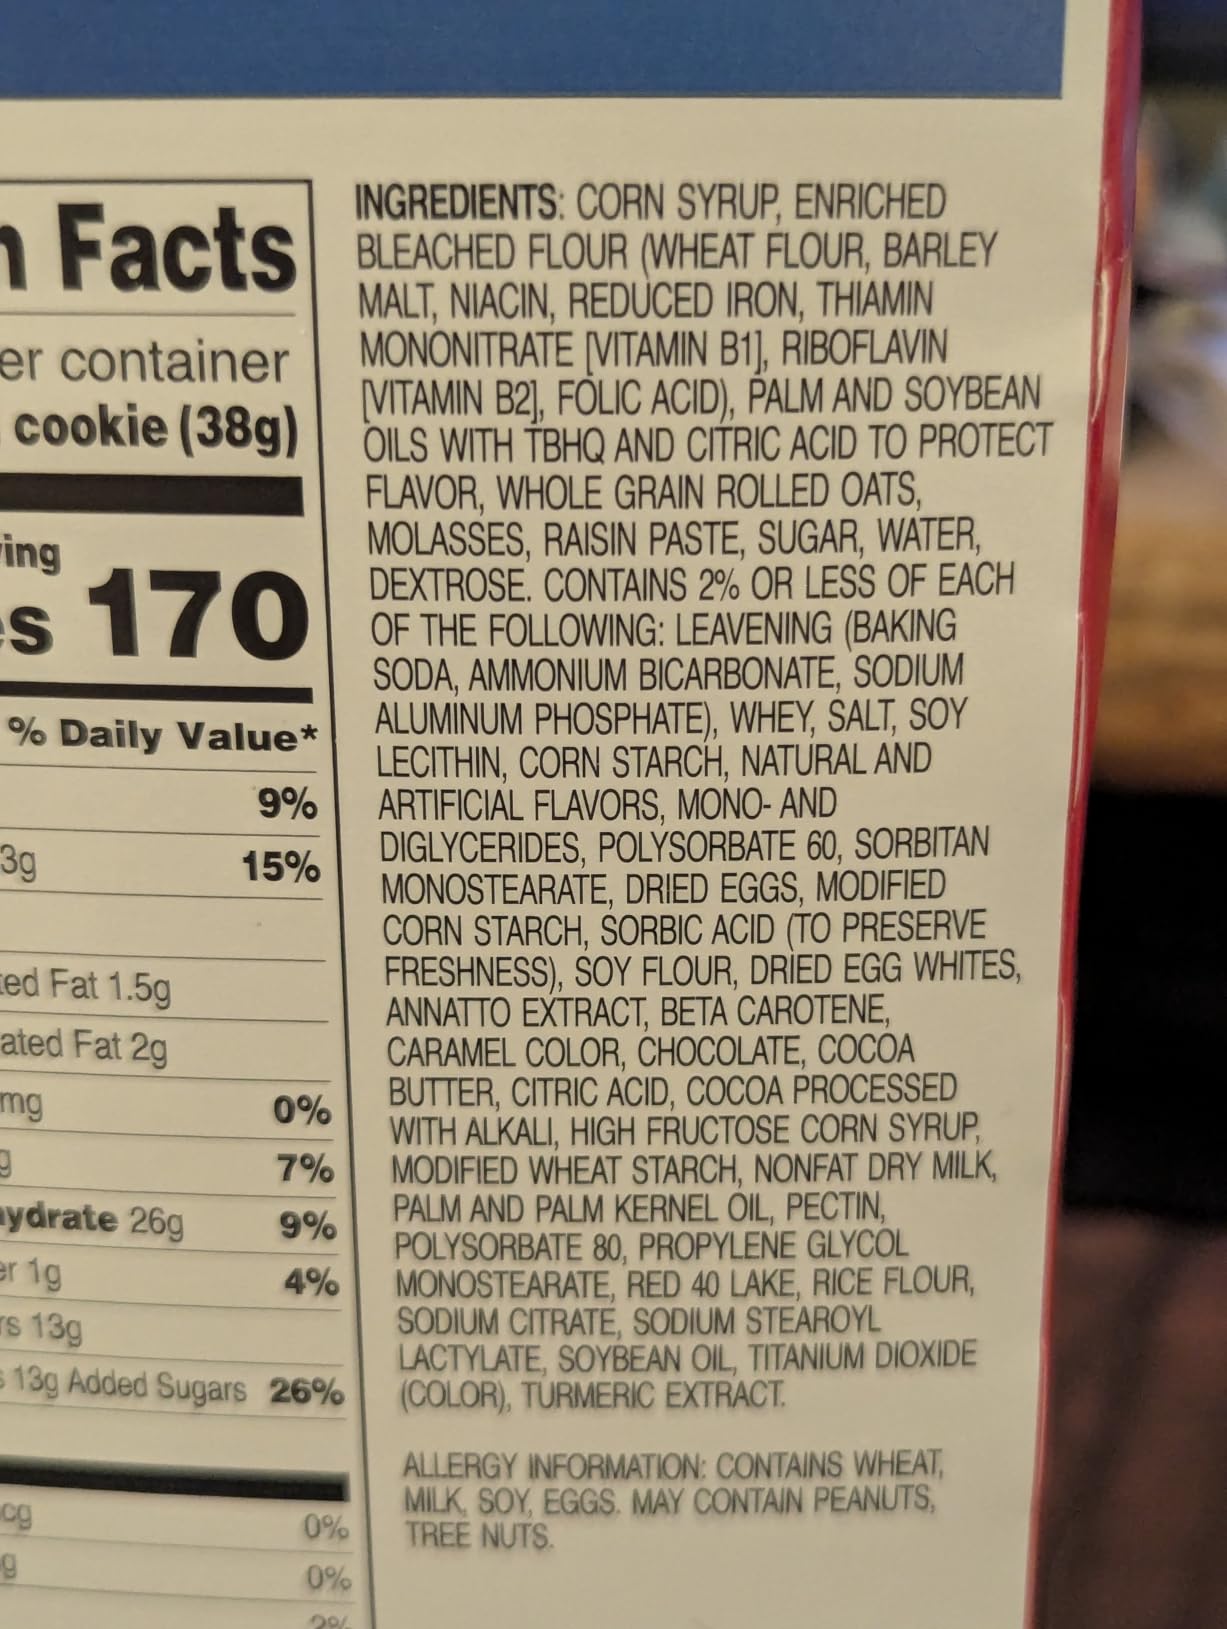 Facts
container
cookie (38g)
170
% Daily Value*
9%
3g 15%
Fat 1.5g
Fat 2g
mg 0%
7%
26g 9%
1g 4%
13g
13g Added Sugars 26%
0%
0%
INGREDIENTS: CORN SYRUP, ENRICHED
BLEACHED FLOUR (WHEAT FLOUR, BARLEY
MALT, NIACIN, REDUCED IRON, THIAMIN
MONONITRATE [VITAMIN B1], RIBOFLAVIN
[VITAMIN B2], FOLIC ACID), PALM AND SOYBEAN
OILS WITH TBHQ AND CITRIC ACID TO PROTECT
FLAVOR, WHOLE GRAIN ROLLED OATS,
MOLASSES, RAISIN PASTE, SUGAR, WATER,
DEXTROSE. CONTAINS 2% OR LESS OF EACH
OF THE FOLLOWING: LEAVENING (BAKING
SODA, AMMONIUM BICARBONATE, SODIUM
ALUMINUM PHOSPHATE), WHEY, SALT, SOY
LECITHIN, CORN STARCH, NATURAL AND
ARTIFICIAL FLAVORS, MONO- AND
DIGLYCERIDES, POLYSORBATE 60, SORBITAN
MONOSTEARATE, DRIED EGGS, MODIFIED
CORN STARCH, SORBIC ACID (TO PRESERVE
FRESHNESS), SOY FLOUR, DRIED EGG WHITES,
ANNATTO EXTRACT, BETA CAROTENE,
CARAMEL COLOR, CHOCOLATE, COCOA
BUTTER, CITRIC ACID, COCOA PROCESSED
WITH ALKALI, HIGH FRUCTOSE CORN SYRUP,
MODIFIED WHEAT STARCH, NONFAT DRY MILK,
PALM AND PALM KERNEL OIL, PECTIN,
POLYSORBATE 80, PROPYLENE GLYCOL
MONOSTEARATE, RED 40 LAKE, RICE FLOUR,
SODIUM CITRATE, SODIUM STEAROYL
LACTYLATE, SOYBEAN OIL, TITANIUM DIOXIDE
(COLOR), TURMERIC EXTRACT.
ALLERGY INFORMATION: CONTAINS WHEAT,
MILK, SOY, EGGS. MAY CONTAIN PEANUTS,
TREE NUTS.